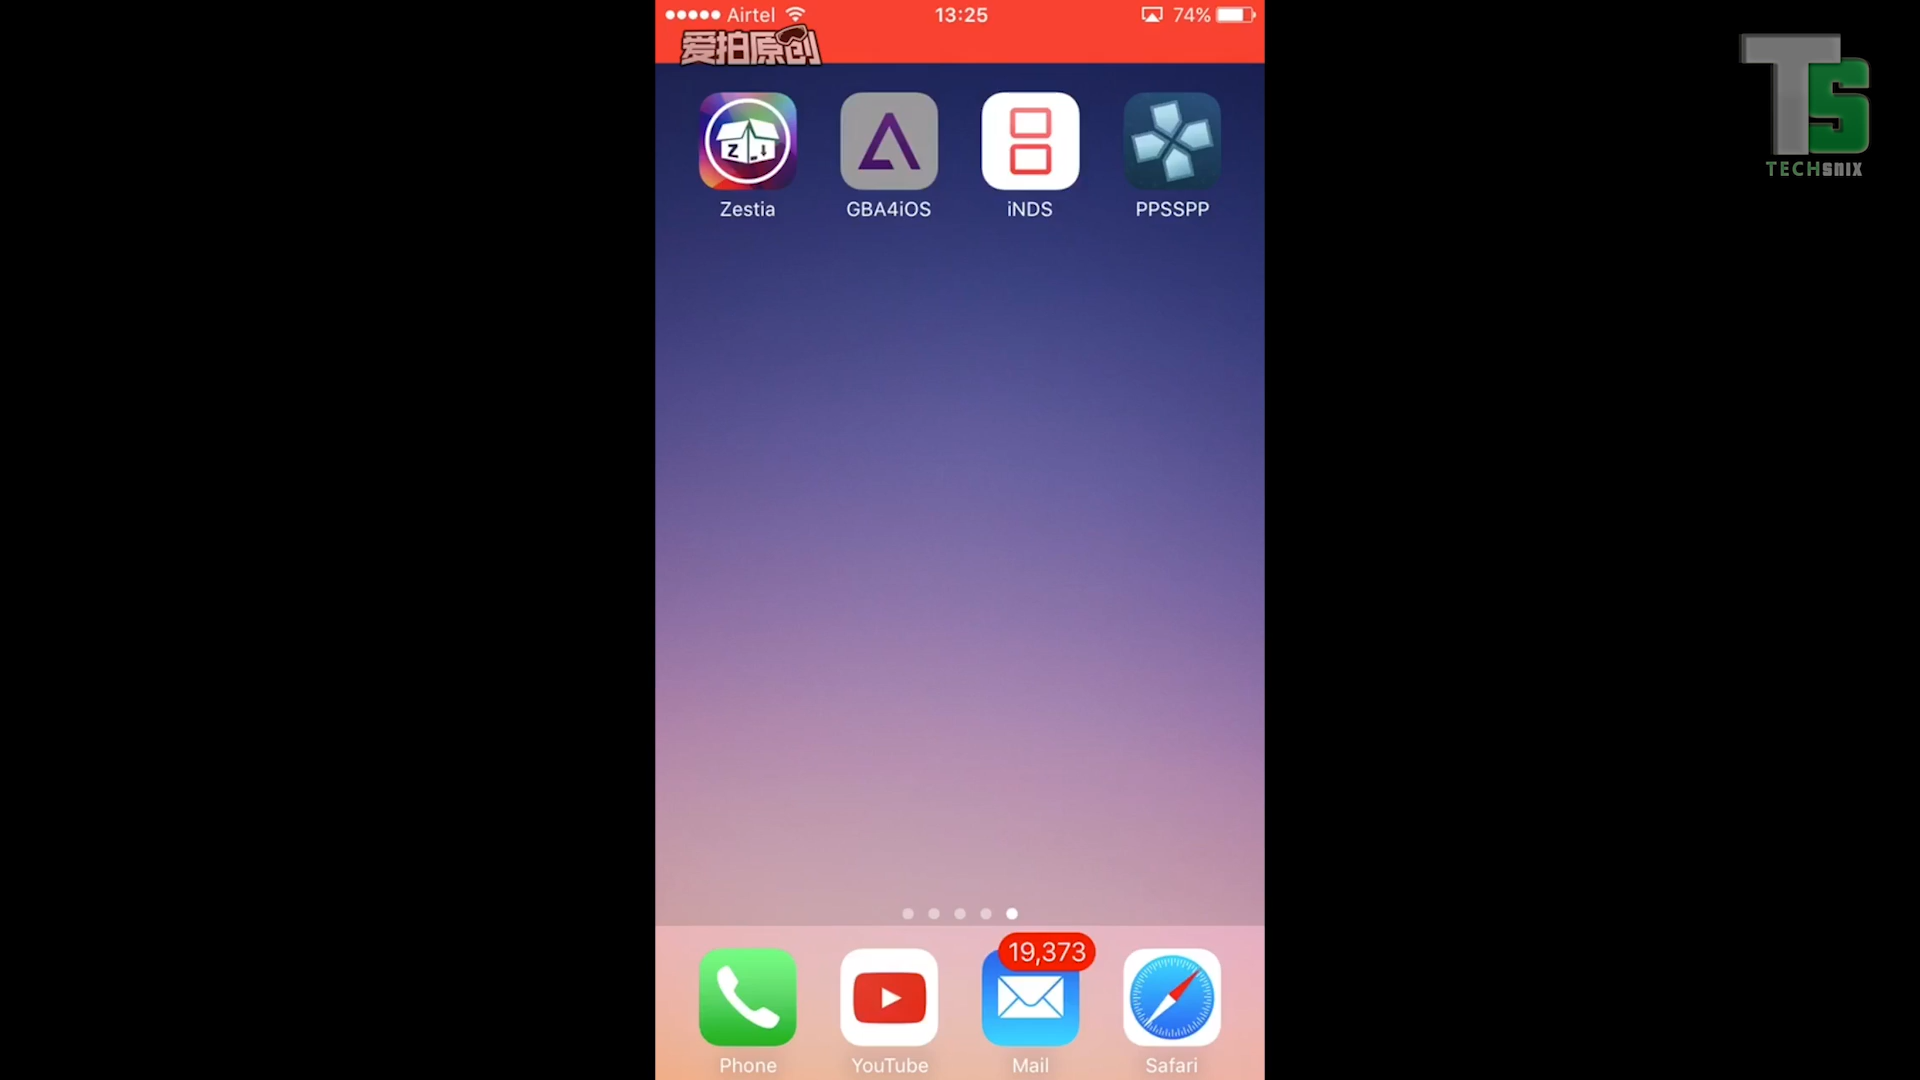 Airtel 13:25 74%
爱拍原创
TS
TECHSNIX
Z
Zestia GBA4iOS iNDS PPSSPP
19,373
Phone YouTube Mail Safari